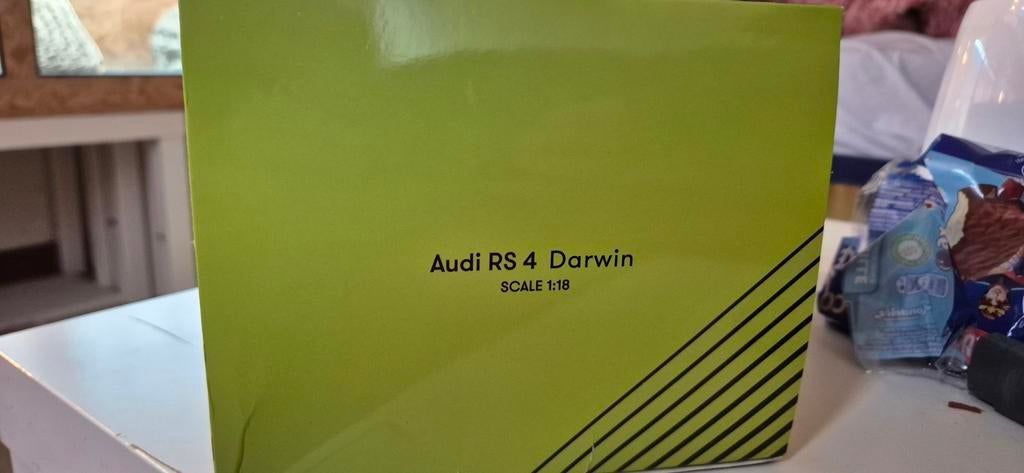 Audi RS 4 Darwin
SCALE 1:18